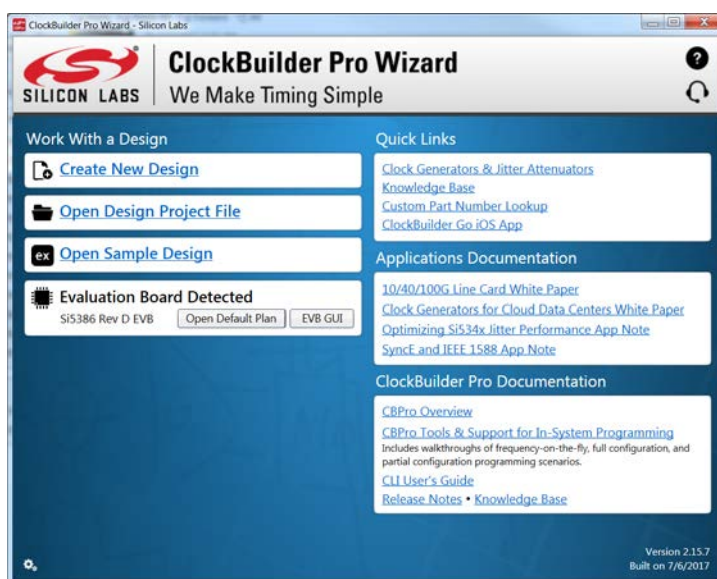 ClockBuilder Pro Wizard - Silicon Labs
SILICON LABS
ClockBuilder Pro Wizard
We Make Timing Simple
?
Work With a Design
Create New Design
Open Design Project File
ex Open Sample Design
Evaluation Board Detected
Si5386 Rev D EVB Open Default Plan EVB GUI
Quick Links
Clock Generators & Jitter Attenuators
Knowledge Base
Custom Part Number Lookup
ClockBuilder Go iOS App
Applications Documentation
10/40/100G Line Card White Paper
Clock Generators for Cloud Data Centers White Paper
Optimizing Si534x Jitter Performance App Note
SyncE and IEEE 1588 App Note
ClockBuilder Pro Documentation
CBPro Overview
CBPro Tools & Support for In-System Programming
Includes walkthroughs of frequency-on-the-fly, full configuration, and
partial configuration programming scenarios.
CLI User's Guide
Release Notes • Knowledge Base
Version 2.15.7
Built on 7/6/2017